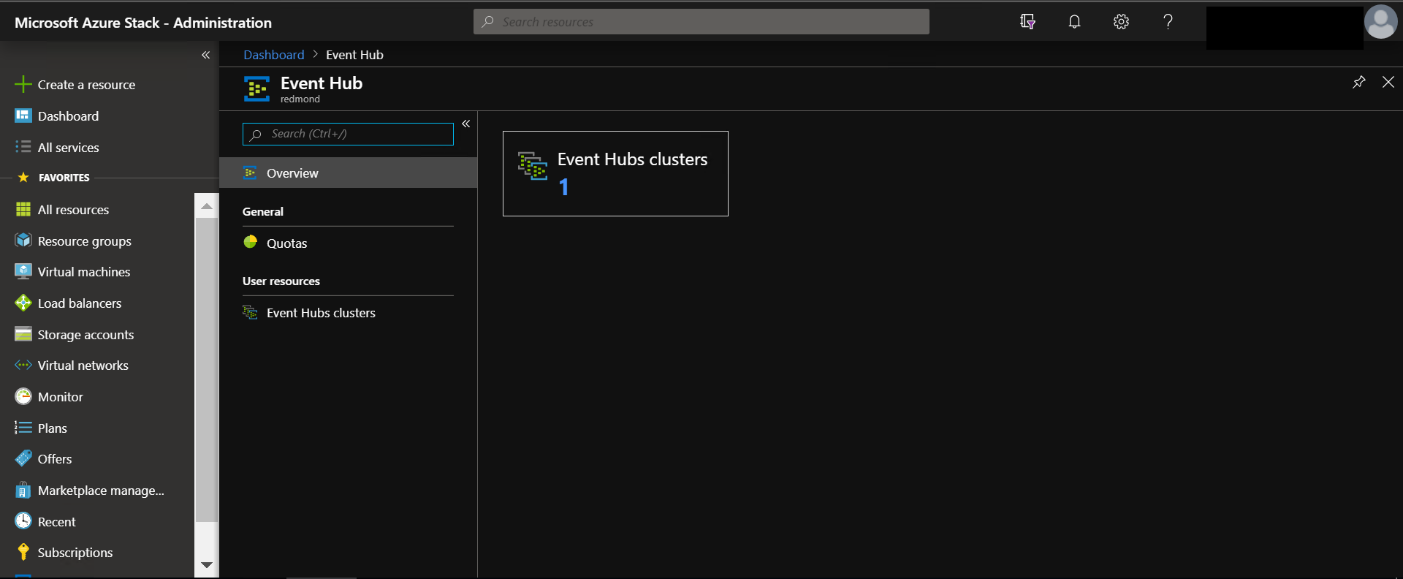 Microsoft Azure Stack - Administration
Search resources
Create a resource
Dashboard
All services
FAVORITES
All resources
Resource groups
Virtual machines
Load balancers
Storage accounts
Virtual networks
Monitor
Plans
Offers
Marketplace manage...
Recent
Subscriptions
Dashboard > Event Hub
Event Hub
redmond
Search (Ctrl+/)
Overview
General
Quotas
User resources
Event Hubs clusters
Event Hubs clusters
1